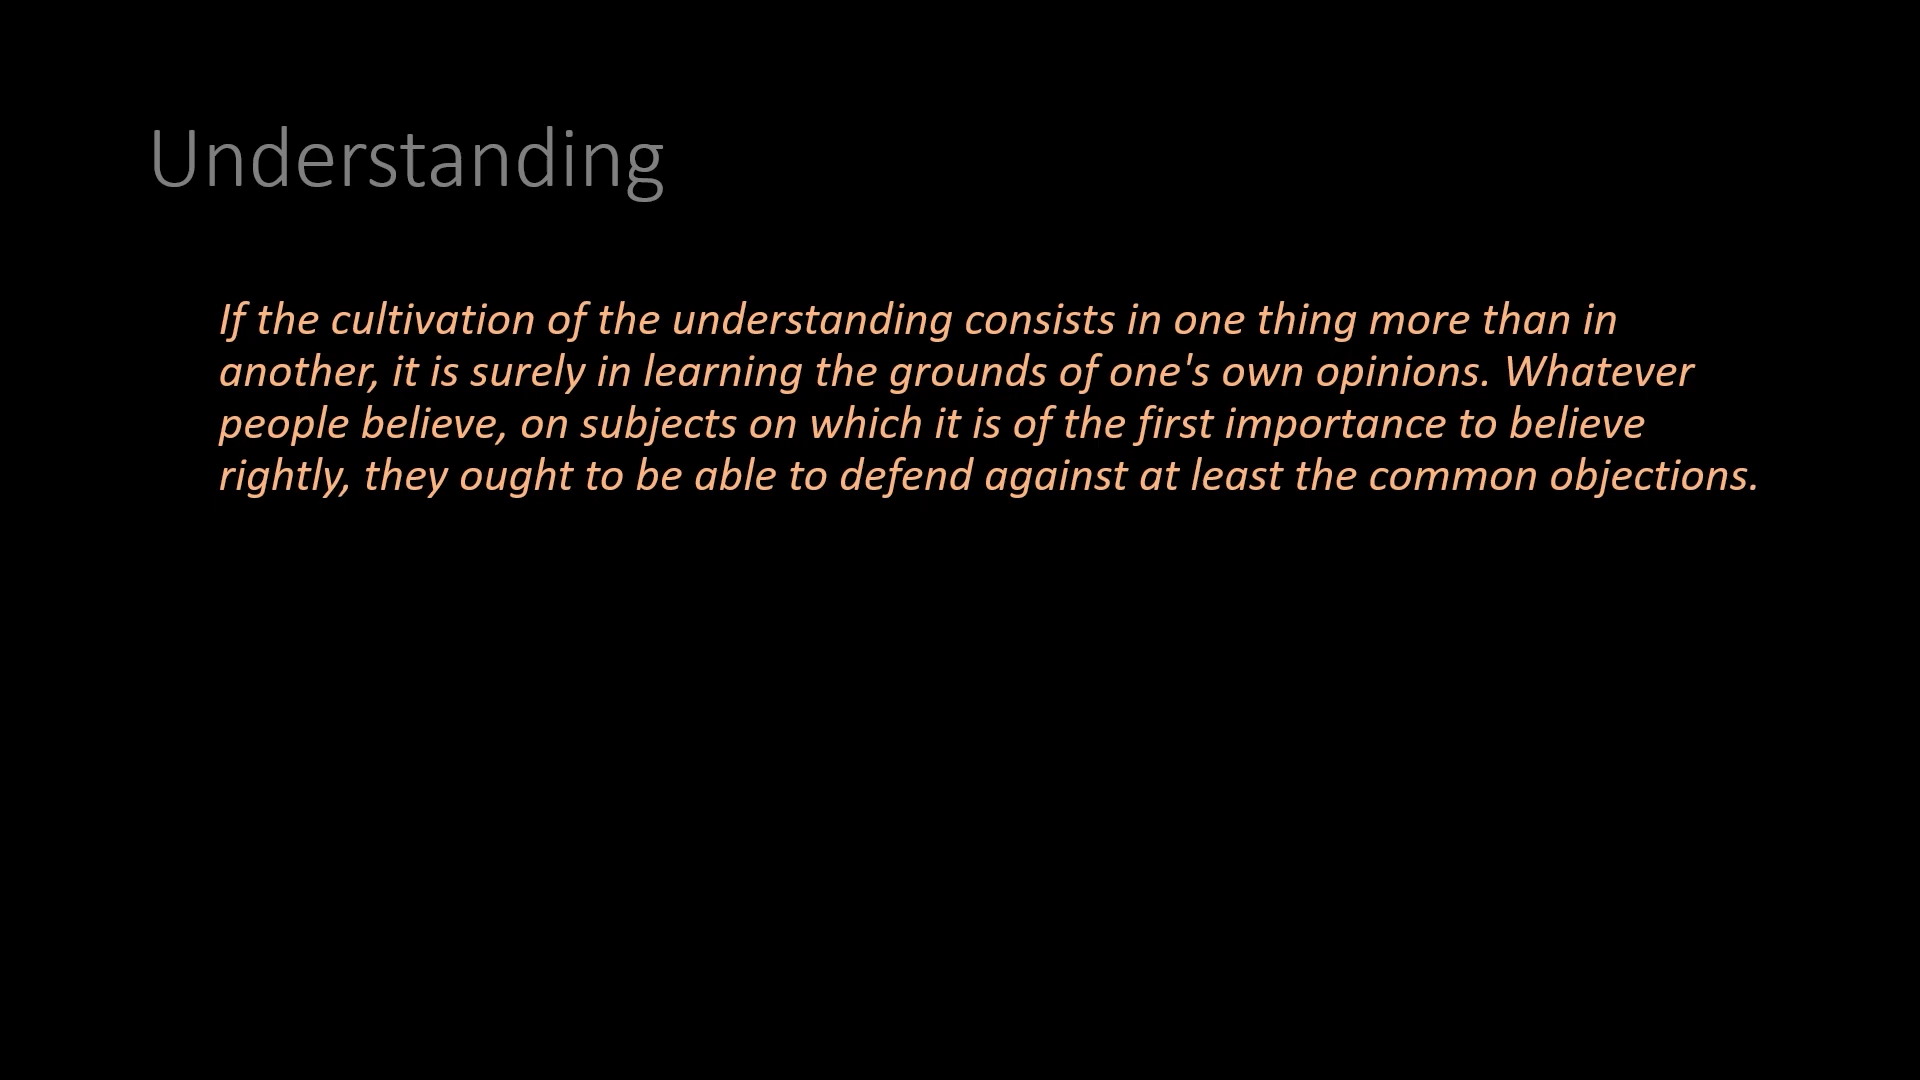 Understanding
If the cultivation of the understanding consists in one thing more than in
another, it is surely in learning the grounds of one's own opinions. Whatever
people believe, on subjects on which it is of the first importance to believe
rightly, they ought to be able to defend against at least the common objections.